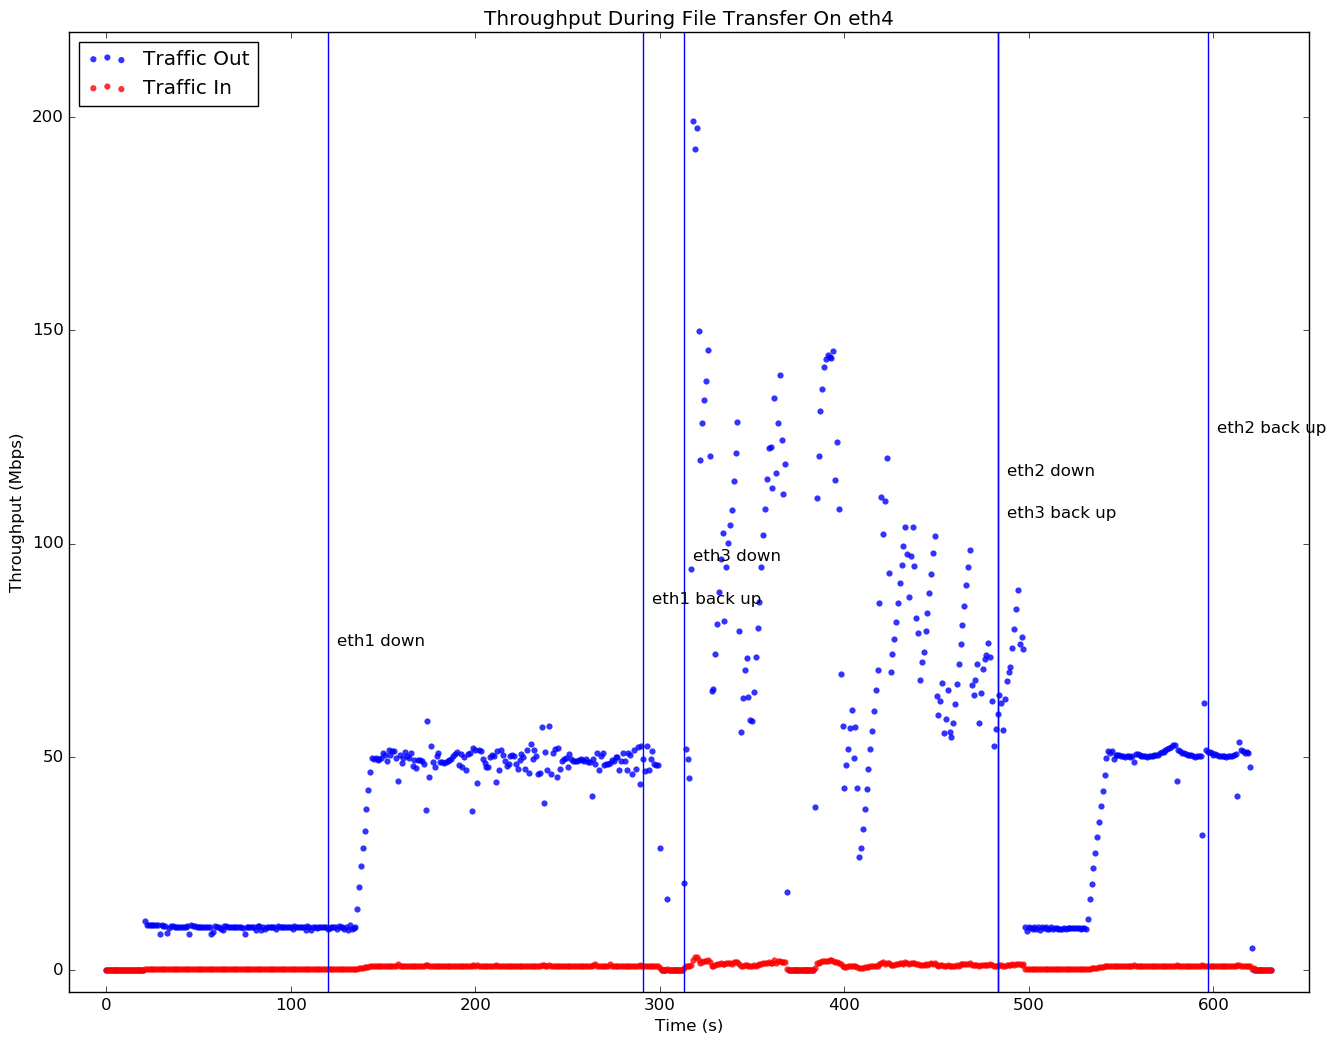 Throughput During File Transfer On eth4
Traffic Out
Traffic In
200
150
100
50
0
Throughput (Mbps)
eth2 back up
eth2 down
eth3 back up
eth3 down
eth1 back up
eth1 down
0 100 200 300 400 500 600
Time (s)